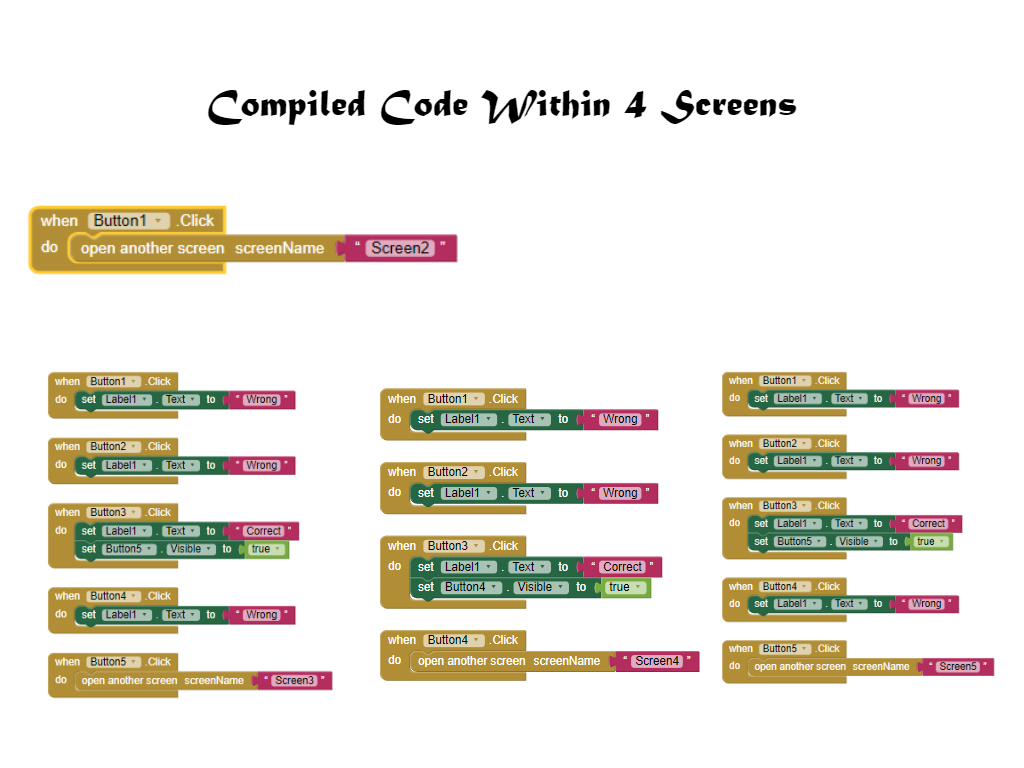 Compiled Code Within 4 Screens
when Button1 .Click
do open another screen screenName " Screen2 "
when Button1 .Click
do set Label1 . Text to " Wrong "
when Button2 .Click
do set Label1 . Text to " Wrong "
when Button3 .Click
do set Label1 . Text to " Correct "
set Button5 . Visible to true
when Button4 .Click
do set Label1 . Text to " Wrong "
when Button5 .Click
do open another screen screenName " Screen3 "
when Button1 .Click
do set Label1 . Text to " Wrong "
when Button2 .Click
do set Label1 . Text to " Wrong "
when Button3 .Click
do set Label1 . Text to " Correct "
set Button4 . Visible to true
when Button4 .Click
do open another screen screenName " Screen4 "
when Button1 .Click
do set Label1 . Text to " Wrong "
when Button2 .Click
do set Label1 . Text to " Wrong "
when Button3 .Click
do set Label1 . Text to " Correct "
set Button5 . Visible to true
when Button4 .Click
do set Label1 . Text to " Wrong "
when Button5 .Click
do open another screen screenName " Screen5 "